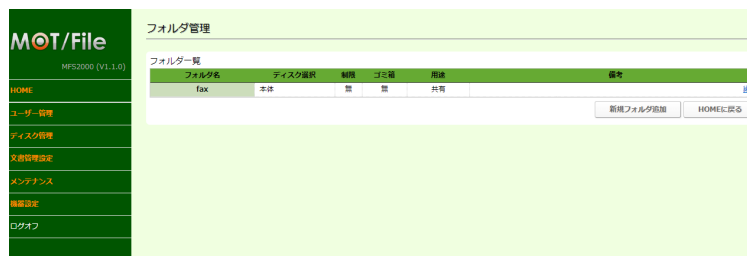 MOT/File
MFS2000 (V1.1.0)
HOME
ユーザー管理
ディスク管理
文書管理設定
メンテナンス
機器設定
ログオフ
フォルダ管理
フォルダ一覧
フォルダ名 ディスク選択 制限 ゴミ箱 用途 備考
fax 本体 無 無 共有
新規フォルダ追加 HOMEに戻る